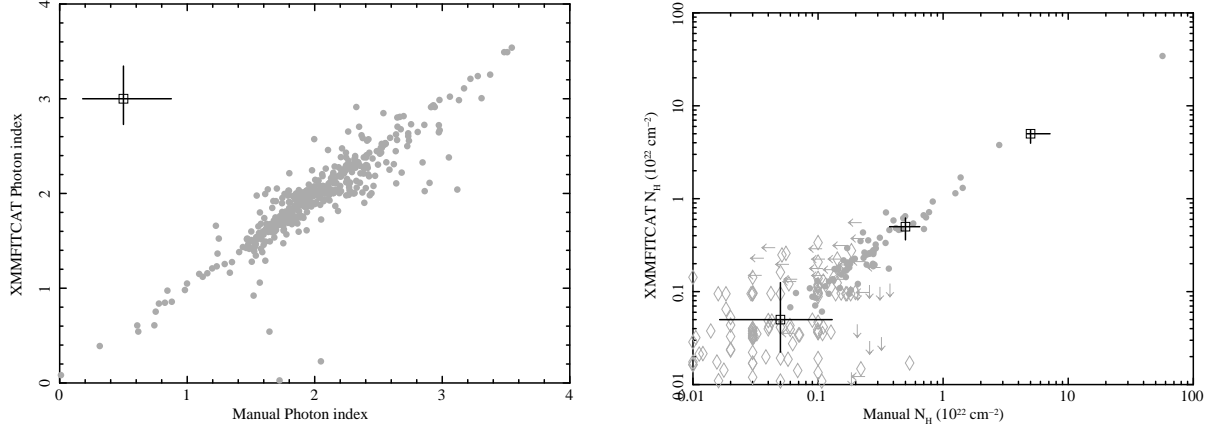 XMMFITCAT Photon index
4
3
2
1
0
0 1 2 3 4
Manual Photon index
XMMFITCAT N_H (10²² cm⁻²)
100
10
1
0.1
0.01
0.01 0.1 1 10 100
Manual N_H (10²² cm⁻²)